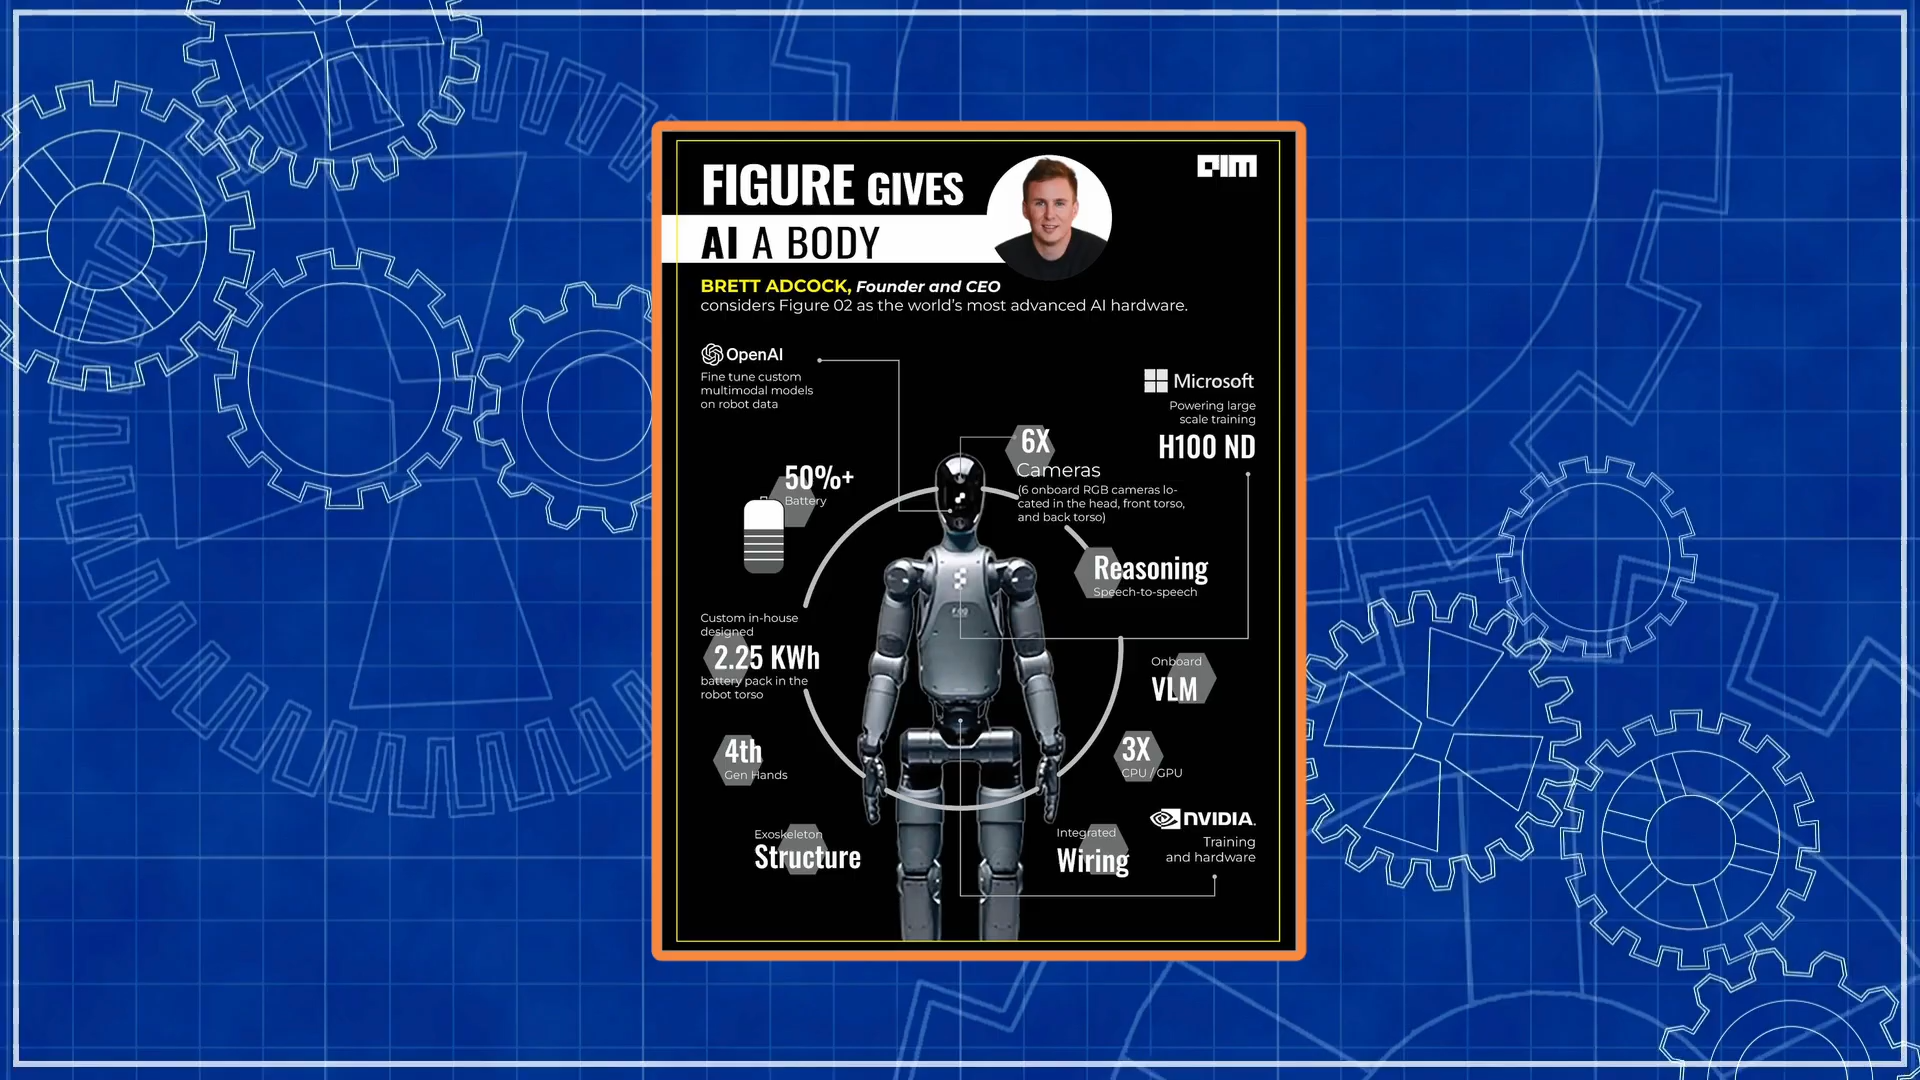 FIGURE GIVES
AIM
AI A BODY
BRETT ADCOCK, Founder and CEO
considers Figure 02 as the world's most advanced AI hardware.
OpenAI
Fine tune custom
multimodal models
on robot data
Microsoft
Powering large
scale training
H100 ND
6X
Cameras
(6 onboard RGB cameras lo-
cated in the head, front torso,
and back torso)
50%+
Battery
Reasoning
Speech-to-speech
Custom in-house
designed
2.25 KWh
battery pack in the
robot torso
Onboard
VLM
4th
Gen Hands
3X
CPU / GPU
Exoskeleton
Structure
Integrated
Wiring
NVIDIA.
Training
and hardware